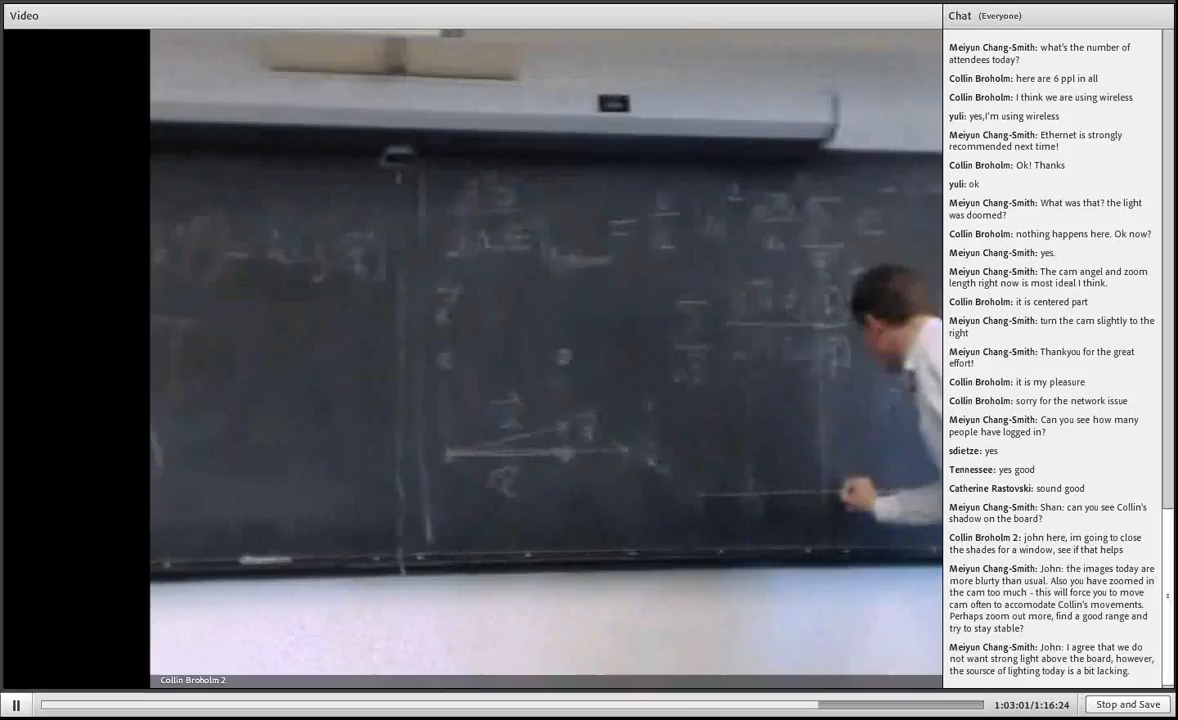 Video
Chat (Everyone)
Meiyun Chang-Smith: what's the number of
attendees today?
Collin Broholm: here are 6 ppl in all
Collin Broholm: I think we are using wireless
yuli: yes,I'm using wireless
Meiyun Chang-Smith: Ethernet is strongly
recommended next time!
Collin Broholm: Ok! Thanks
yuli: ok
Meiyun Chang-Smith: What was that? the light
was doomed?
Collin Broholm: nothing happens here. Ok now?
Meiyun Chang-Smith: yes.
Meiyun Chang-Smith: The cam angel and zoom
length right now is most ideal I think.
Collin Broholm: it is centered part
Meiyun Chang-Smith: turn the cam slightly to the
right
Meiyun Chang-Smith: Thankyou for the great
effort!
Collin Broholm: it is my pleasure
Collin Broholm: sorry for the network issue
Meiyun Chang-Smith: Can you see how many
people have logged in?
sdietze: yes
Tennessee: yes good
Catherine Rastovski: sound good
Meiyun Chang-Smith: Shan: can you see Collin's
shadow on the board?
Collin Broholm 2: john here, im going to close
the shades for a window, see if that helps
Meiyun Chang-Smith: John: the images today are
more blurty than usual. Also you have zoomed in
the cam too much - this will force you to move
cam often to accomodate Collin's movements.
Perhaps zoom out more, find a good range and
try to stay stable?
Meiyun Chang-Smith: John: I agree that we do
not want strong light above the board, however,
the soursce of lighting today is a bit lacking.
Collin Broholm 2
1:03:01/1:16:24
Stop and Save